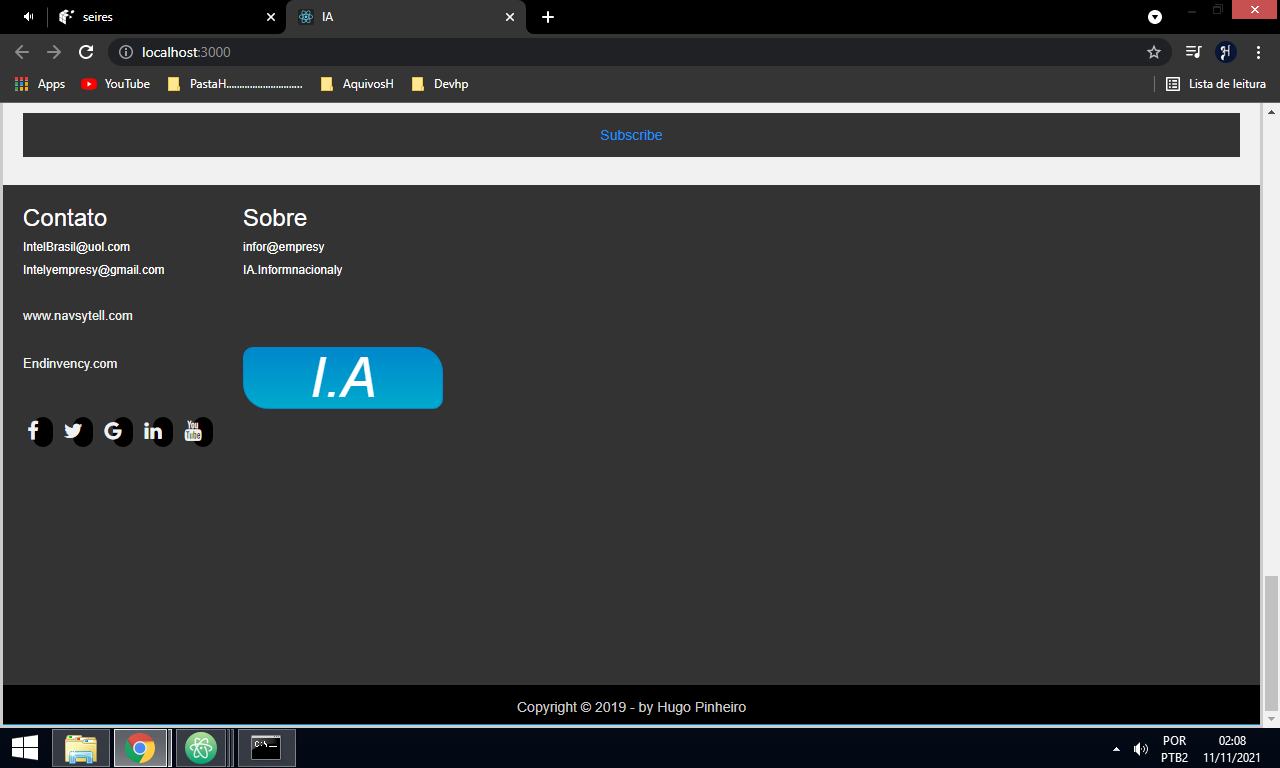 seires
IA
localhost:3000
Apps
YouTube
PastaH.............................
AquivosH
Devhp
Lista de leitura
Subscribe
Contato
IntelBrasil@uol.com
Intelyempresy@gmail.com
www.navsytell.com
Endinvency.com
Sobre
infor@empresy
IA.Informnacionaly
I.A
You
Tube
Copyright © 2019 - by Hugo Pinheiro
C:\._
POR
PTB2
02:08
11/11/2021